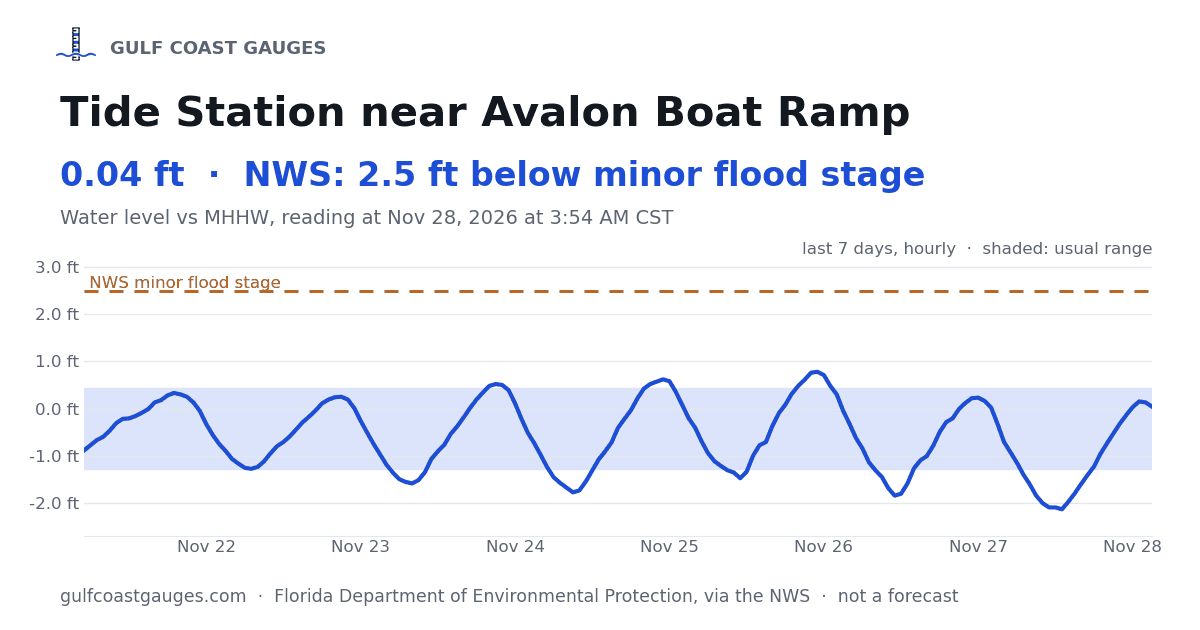 GULF COAST GAUGES
Tide Station near Avalon Boat Ramp
0.04 ft · NWS: 2.5 ft below minor flood stage
Water level vs MHHW, reading at Nov 28, 2026 at 3:54 AM CST
last 7 days, hourly · shaded: usual range
3.0 ft
NWS minor flood stage
2.0 ft
1.0 ft
0.0 ft
-1.0 ft
-2.0 ft
Nov 22 Nov 23 Nov 24 Nov 25 Nov 26 Nov 27 Nov 28
gulfcoastgauges.com · Florida Department of Environmental Protection, via the NWS · not a forecast